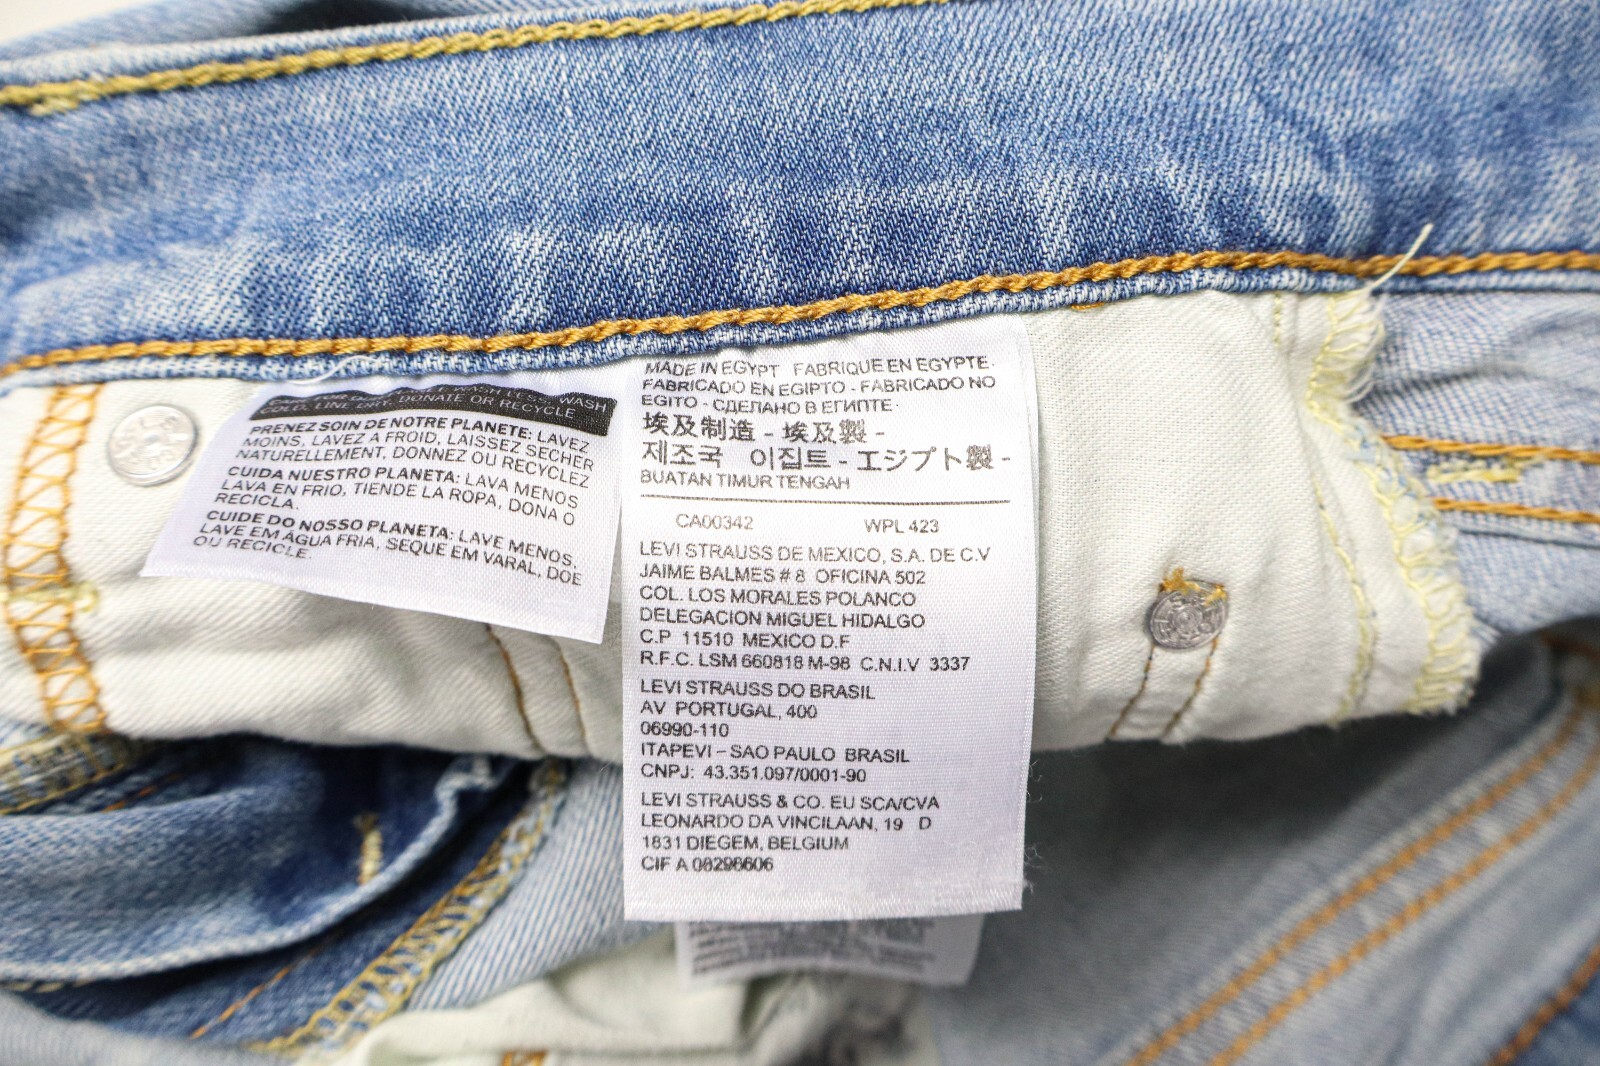 WASH LESS, WASH
COLD, LINE DRY, DONATE OR RECYCLE
PRENEZ SOIN DE NOTRE PLANETE: LAVEZ
MOINS, LAVEZ A FROID, LAISSEZ SECHER
NATURELLEMENT, DONNEZ OU RECYCLEZ
CUIDA NUESTRO PLANETA: LAVA MENOS
LAVA EN FRIO, TIENDE LA ROPA, DONA O
RECICLA.
CUIDE DO NOSSO PLANETA: LAVE MENOS,
LAVE EM ÁGUA FRIA, SEQUE EM VARAL, DOE
OU RECICLE.
MADE IN EGYPT FABRIQUE EN EGYPTE-
FABRICADO EN EGIPTO - FABRICADO NO
EGITO - СДЕЛАНО В ЕГИПТЕ-
埃及制造 - 埃及製 -
제조국 이집트 - エジプト製 -
BUATAN TIMUR TENGAH
CA00342 WPL 423
LEVI STRAUSS DE MEXICO, S.A. DE C.V
JAIME BALMES # 8 OFICINA 502
COL. LOS MORALES POLANCO
DELEGACION MIGUEL HIDALGO
C.P 11510 MEXICO D.F
R.F.C. LSM 660818 M-98 C.N.I.V 3337
LEVI STRAUSS DO BRASIL
AV PORTUGAL, 400
06990-110
ITAPEVI – SAO PAULO BRASIL
CNPJ: 43.351.097/0001-90
LEVI STRAUSS & CO. EU SCA/CVA
LEONARDO DA VINCILAAN, 19 D
1831 DIEGEM, BELGIUM
CIF A 08296606